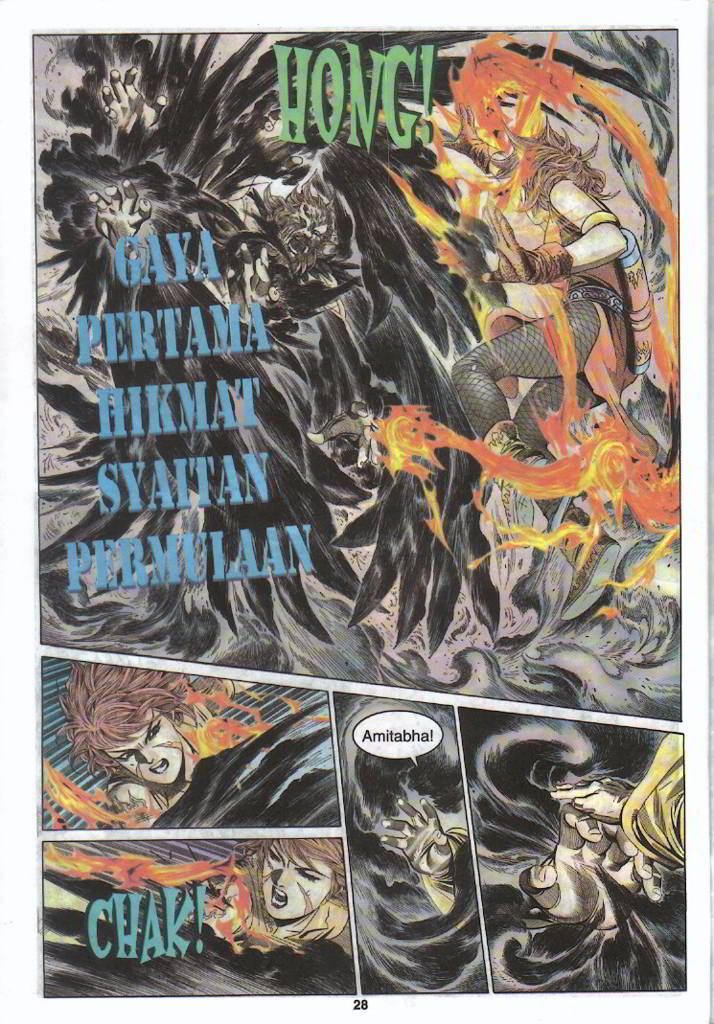 HONG!
GAYA
PERTAMA
HIKMAT
SYAITAN
PERMULAAN
Amitabha!
CHAK!
28